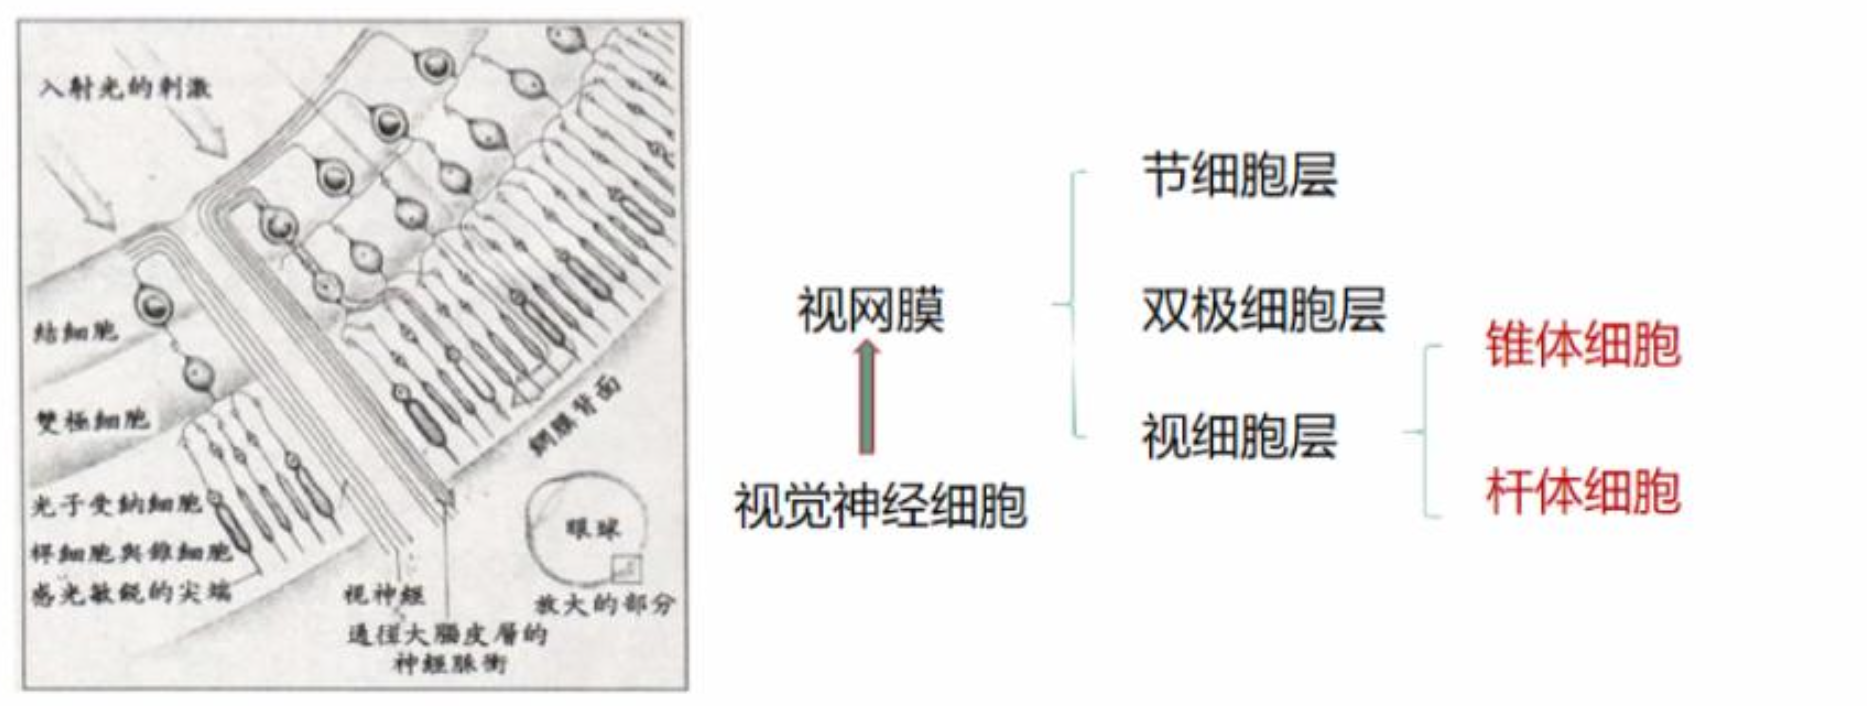 入射光的刺激
結細胞
雙極細胞
光子受納細胞
桿細胞與錐細胞
感光敏銳的尖端
視神經
通徃大腦皮層的
神經脈衝
網膜背面
眼球
放大的部分
视网膜
视觉神经细胞
节细胞层
双极细胞层
视细胞层
锥体细胞
杆体细胞